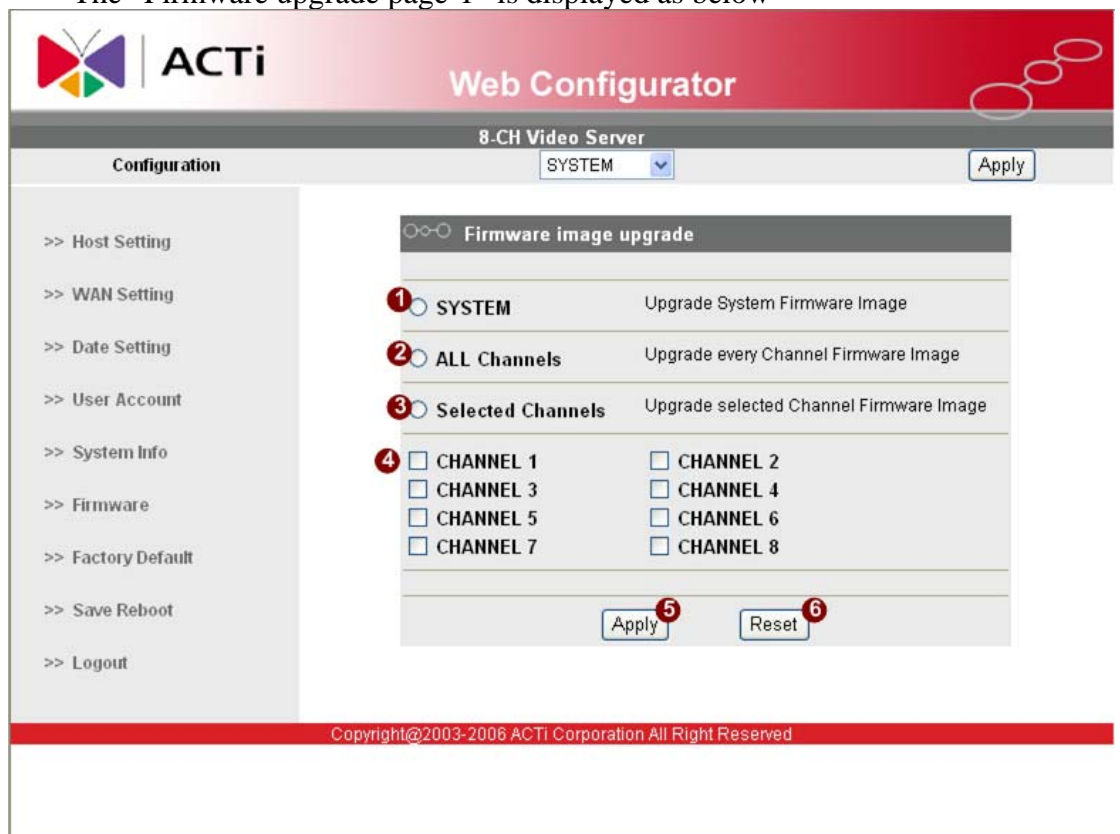 The "Firmware upgrade page 1" is displayed as below
ACTi
Web Configurator
8-CH Video Server
Configuration
SYSTEM
Apply
>> Host Setting
>> WAN Setting
>> Date Setting
>> User Account
>> System Info
>> Firmware
>> Factory Default
>> Save Reboot
>> Logout
Firmware image upgrade
1 SYSTEM Upgrade System Firmware Image
2 ALL Channels Upgrade every Channel Firmware Image
3 Selected Channels Upgrade selected Channel Firmware Image
4 CHANNEL 1 CHANNEL 2
CHANNEL 3 CHANNEL 4
CHANNEL 5 CHANNEL 6
CHANNEL 7 CHANNEL 8
Apply 5 Reset 6
Copyright@2003-2006 ACTi Corporation All Right Reserved